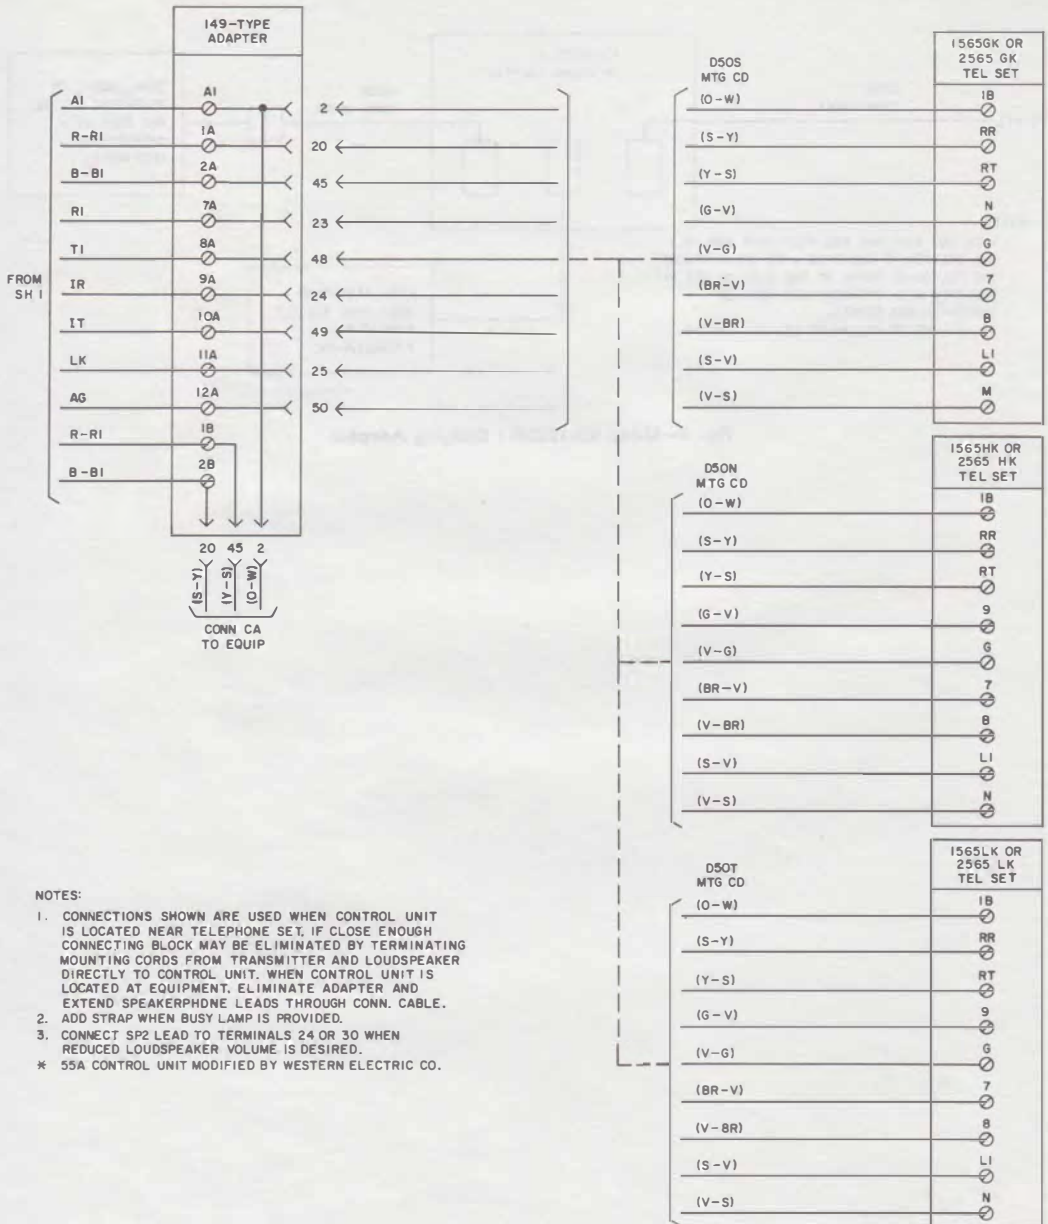 149-TYPE
ADAPTER
FROM
SH 1
A1 A1 2
R-R1 1A 20
B-B1 2A 45
R1 7A 23
T1 8A 48
1R 9A 24
1T 10A 49
LK 11A 25
AG 12A 50
R-R1 1B
B-B1 2B
20 45 2
(S-Y) (Y-S) (O-W)
CONN CA
TO EQUIP
D50S
MTG CD
1565GK OR
2565 GK
TEL SET
(O-W) 1B
(S-Y) RR
(Y-S) RT
(G-V) N
(V-G) G
(BR-V) 7
(V-BR) 8
(S-V) L1
(V-S) M
D50N
MTG CD
1565HK OR
2565 HK
TEL SET
(O-W) 1B
(S-Y) RR
(Y-S) RT
(G-V) 9
(V-G) G
(BR-V) 7
(V-BR) 8
(S-V) L1
(V-S) N
D50T
MTG CD
1565LK OR
2565 LK
TEL SET
(O-W) 1B
(S-Y) RR
(Y-S) RT
(G-V) 9
(V-G) G
(BR-V) 7
(V-BR) 8
(S-V) L1
(V-S) N
NOTES:
1. CONNECTIONS SHOWN ARE USED WHEN CONTROL UNIT
IS LOCATED NEAR TELEPHONE SET, IF CLOSE ENOUGH
CONNECTING BLOCK MAY BE ELIMINATED BY TERMINATING
MOUNTING CORDS FROM TRANSMITTER AND LOUDSPEAKER
DIRECTLY TO CONTROL UNIT. WHEN CONTROL UNIT IS
LOCATED AT EQUIPMENT, ELIMINATE ADAPTER AND
EXTEND SPEAKERPHONE LEADS THROUGH CONN. CABLE.
2. ADD STRAP WHEN BUSY LAMP IS PROVIDED.
3. CONNECT SP2 LEAD TO TERMINALS 24 OR 30 WHEN
REDUCED LOUDSPEAKER VOLUME IS DESIRED.
* 55A CONTROL UNIT MODIFIED BY WESTERN ELECTRIC CO.